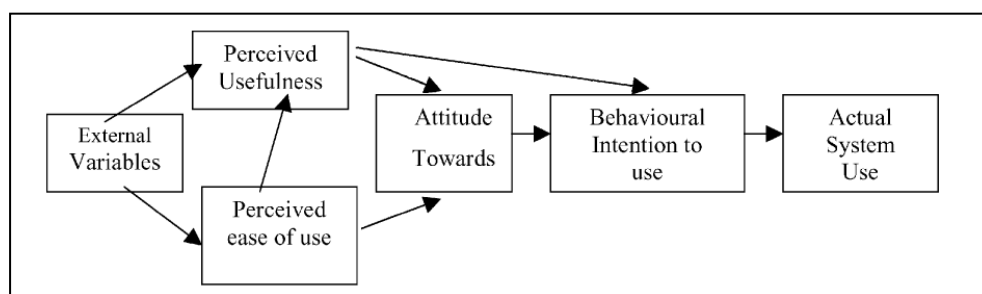 Perceived
Usefulness
External
Variables
Perceived
ease of use
Attitude
Towards
Behavioural
Intention to
use
Actual
System
Use